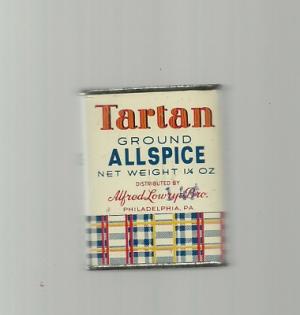 Tartan
GROUND
ALLSPICE
NET WEIGHT 1¼ OZ
DISTRIBUTED BY
Alfred Lowry & Bro.
PHILADELPHIA, PA